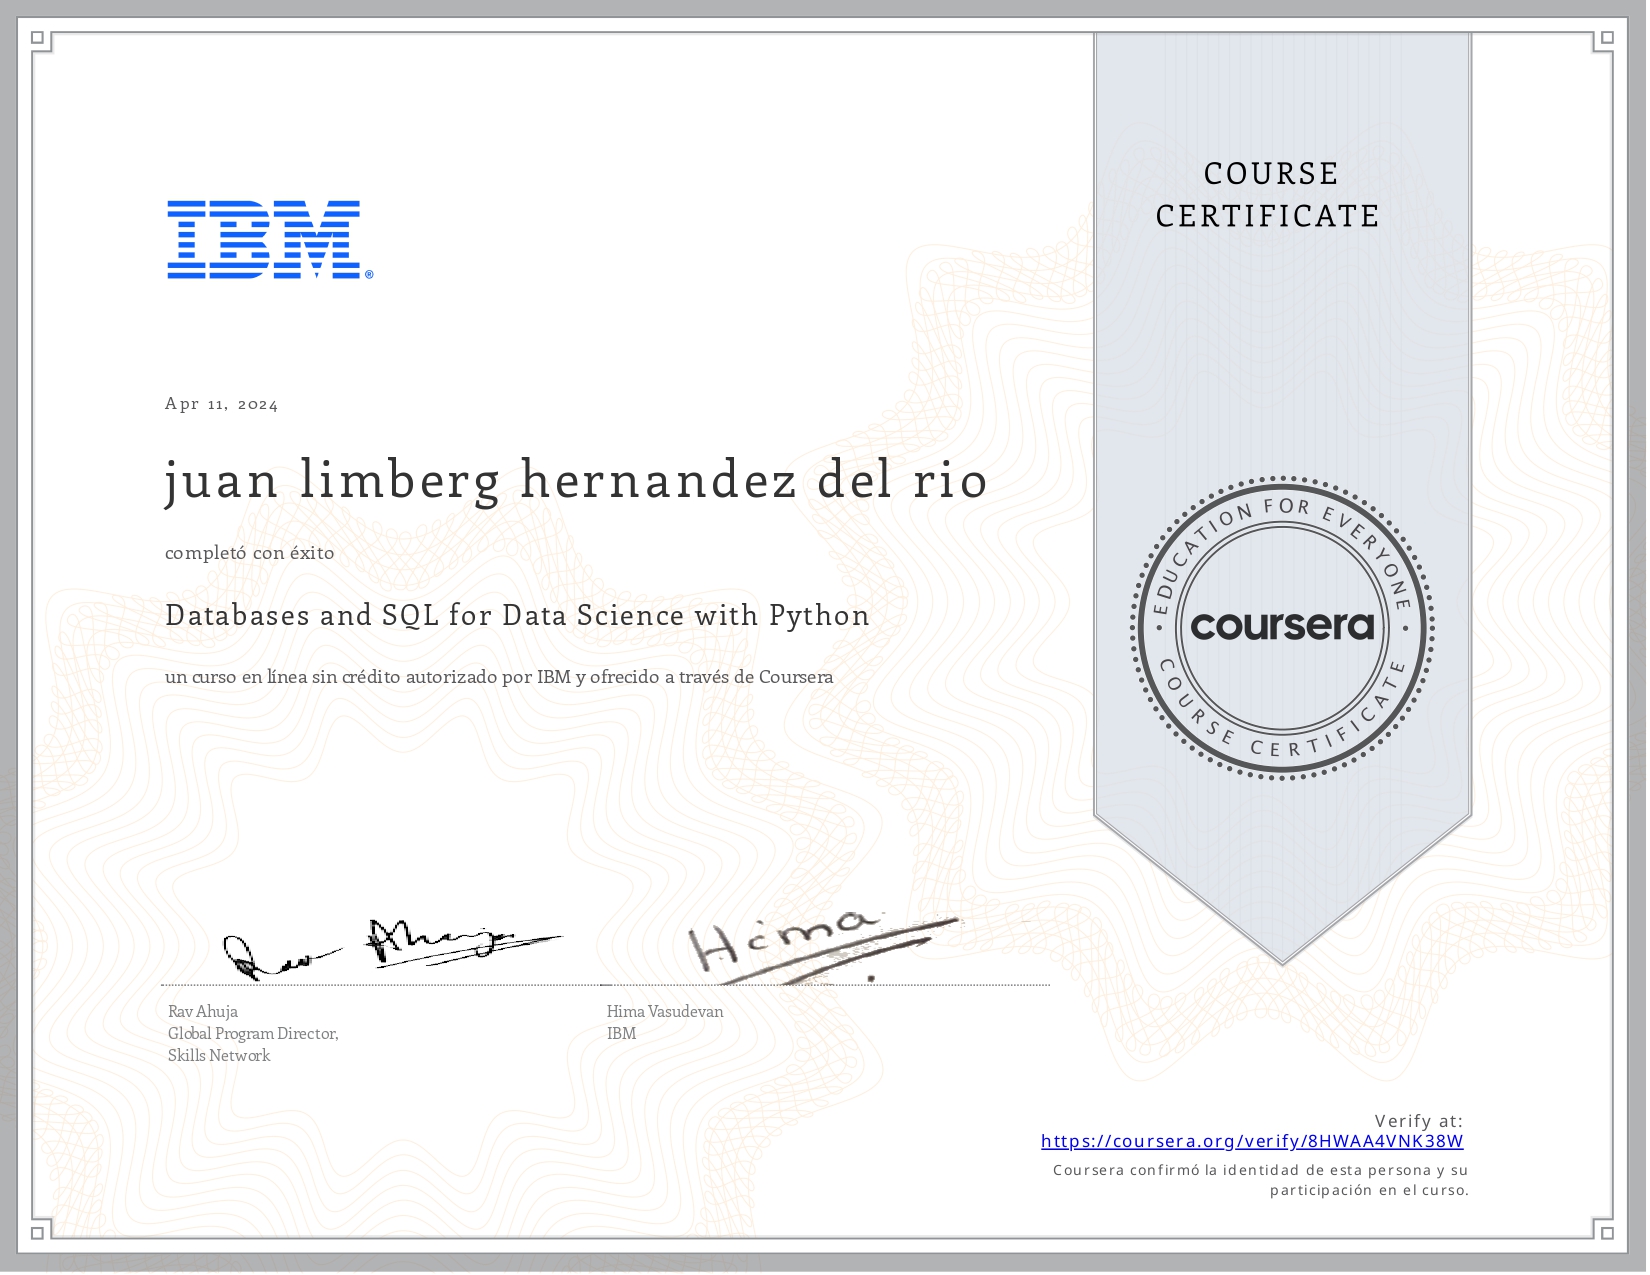 COURSE
CERTIFICATE
IBM®
Apr 11, 2024
juan limberg hernandez del rio
completó con éxito
Databases and SQL for Data Science with Python
un curso en línea sin crédito autorizado por IBM y ofrecido a través de Coursera
EDUCATION FOR EVERYONE
coursera
COURSE CERTIFICATE
Hima
Rav Ahuja
Global Program Director,
Skills Network
Hima Vasudevan
IBM
Verify at:
https://coursera.org/verify/8HWAA4VNK38W
Coursera confirmó la identidad de esta persona y su
participación en el curso.